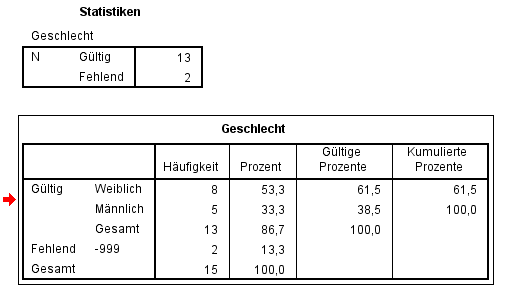 Statistiken
Geschlecht
N Gültig 13
Fehlend 2
Geschlecht
Häufigkeit Prozent Gültige Prozente Kumulierte Prozente
Gültig Weiblich 8 53,3 61,5 61,5
Männlich 5 33,3 38,5 100,0
Gesamt 13 86,7 100,0
Fehlend -999 2 13,3
Gesamt 15 100,0